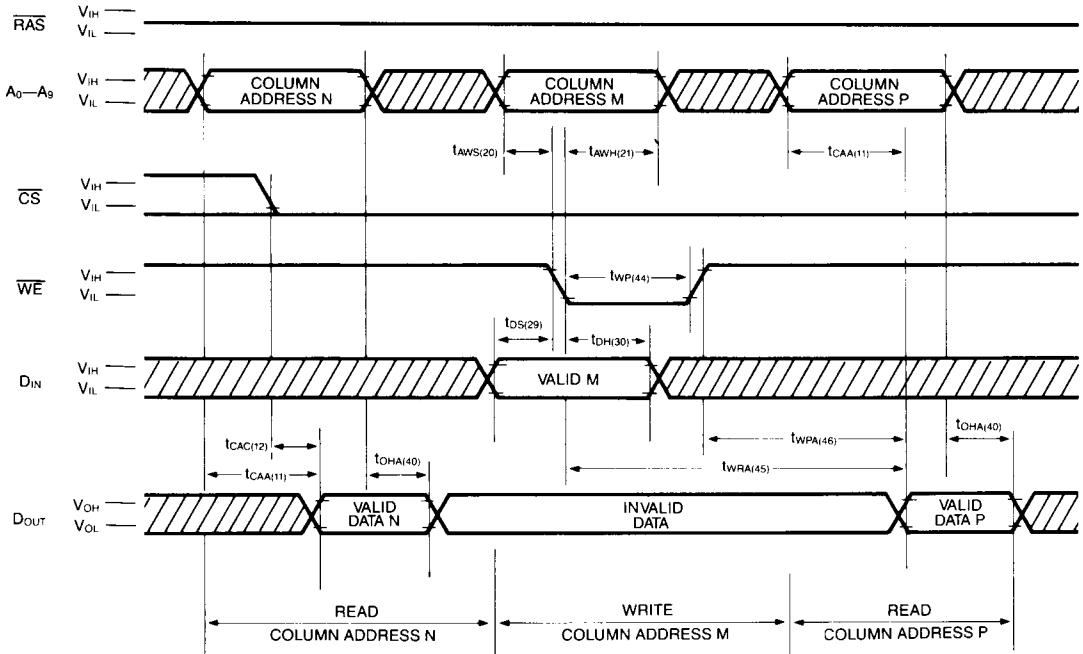 RAS
VIH
VIL
A0—A9
VIH
VIL
COLUMN
ADDRESS N
COLUMN
ADDRESS M
COLUMN
ADDRESS P
tAWS(20)
tAWH(21)
tCAA(11)
CS
VIH
VIL
WE
VIH
VIL
tWP(44)
tDS(29)
tDH(30)
DIN
VIH
VIL
VALID M
tCAC(12)
tCAA(11)
tOHA(40)
tWPA(46)
tWRA(45)
tOHA(40)
DOUT
VOH
VOL
VALID
DATA N
INVALID
DATA
VALID
DATA P
READ
COLUMN ADDRESS N
WRITE
COLUMN ADDRESS M
READ
COLUMN ADDRESS P